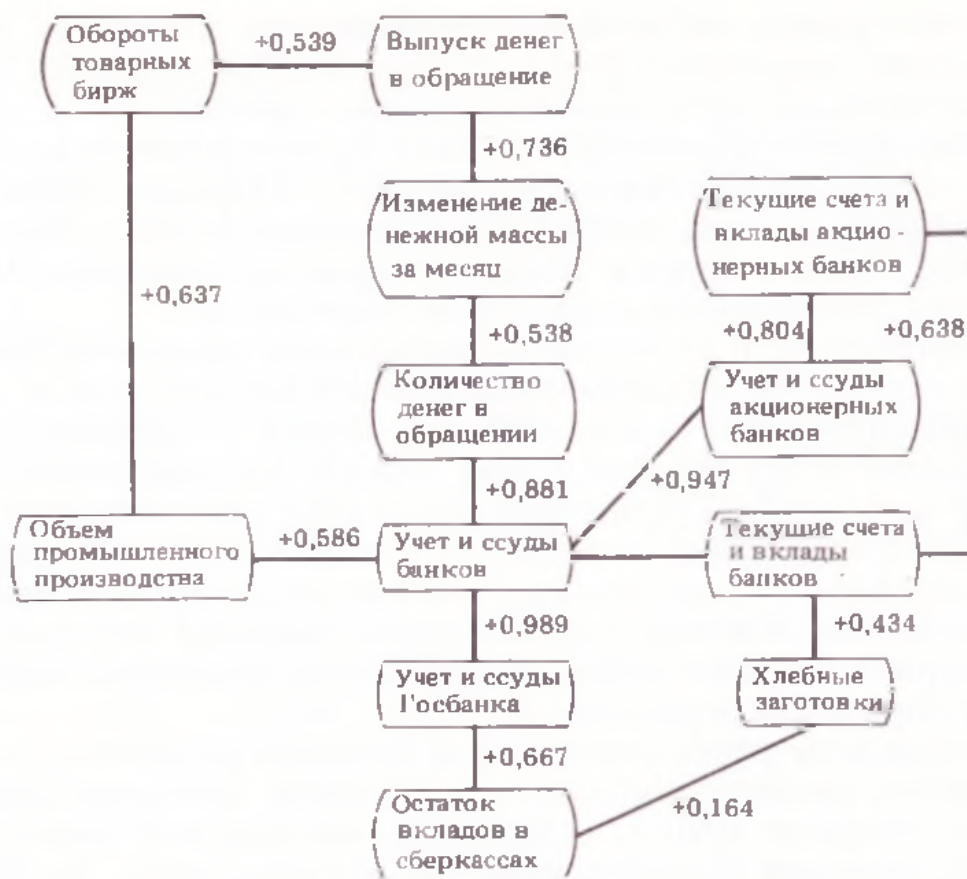 Обороты
товарных
бирж
+0,539
Выпуск денег
в обращение
+0,736
Изменение де-
нежной массы
за месяц
Текущие счета и
вклады акцио -
нерных банков
+0,637
+0,538
+0,804
+0,638
Количество
денег в
обращении
Учет и ссуды
акционерных
банков
+0,881
+0,947
Объем
промышленного
производства
+0,586
Учет и ссуды
банков
Текущие счета
и вклады
банков
+0,989
+0,434
Учет и ссуды
Госбанка
Хлебные
заготовки
+0,667
+0,164
Остаток
вкладов в
сберкассах